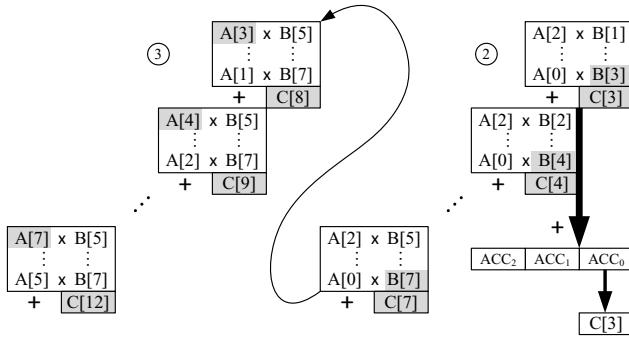 ③
A[3] x B[5]
⋮ ⋮
A[1] x B[7]
+ C[8]
A[4] x B[5]
⋮ ⋮
A[2] x B[7]
+ C[9]
⋰
A[7] x B[5]
⋮ ⋮
A[5] x B[7]
+ C[12]
②
A[2] x B[1]
⋮ ⋮
A[0] x B[3]
+ C[3]
A[2] x B[2]
⋮ ⋮
A[0] x B[4]
+ C[4]
⋰
A[2] x B[5]
⋮ ⋮
A[0] x B[7]
+ C[7]
+
ACC₂ ACC₁ ACC₀
C[3]